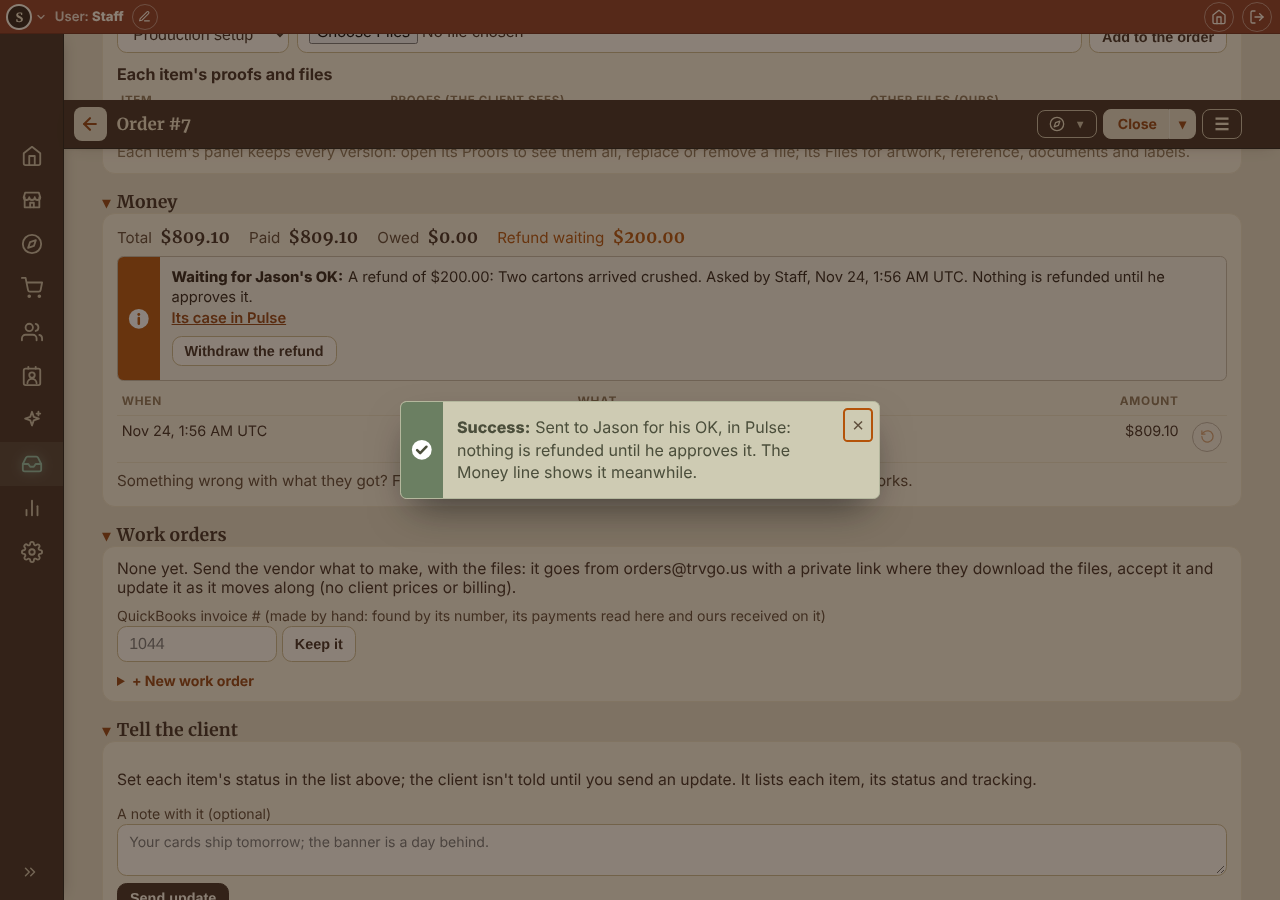 S
User: Staff
Production setup
Choose Files No file chosen
Add to the order
Each item's proofs and files
ITEM PROOFS (THE CLIENT SEES) OTHER FILES (OURS)
Order #7
Close
Each item's panel keeps every version: open its Proofs to see them all, replace or remove a file; its Files for artwork, reference, documents and labels.
Money
Total $809.10 Paid $809.10 Owed $0.00 Refund waiting $200.00
Waiting for Jason's OK: A refund of $200.00: Two cartons arrived crushed. Asked by Staff, Nov 24, 1:56 AM UTC. Nothing is refunded until he
approves it.
Its case in Pulse
Withdraw the refund
WHEN WHAT AMOUNT
Nov 24, 1:56 AM UTC $809.10
Success: Sent to Jason for his OK, in Pulse:
nothing is refunded until he approves it. The
Money line shows it meanwhile.
Something wrong with what they got?
Work orders
None yet. Send the vendor what to make, with the files: it goes from orders@trvgo.us with a private link where they download the files, accept it and
update it as it moves along (no client prices or billing).
QuickBooks invoice # (made by hand: found by its number, its payments read here and ours received on it)
1044
Keep it
+ New work order
Tell the client
Set each item's status in the list above; the client isn't told until you send an update. It lists each item, its status and tracking.
A note with it (optional)
Your cards ship tomorrow; the banner is a day behind.
Send update